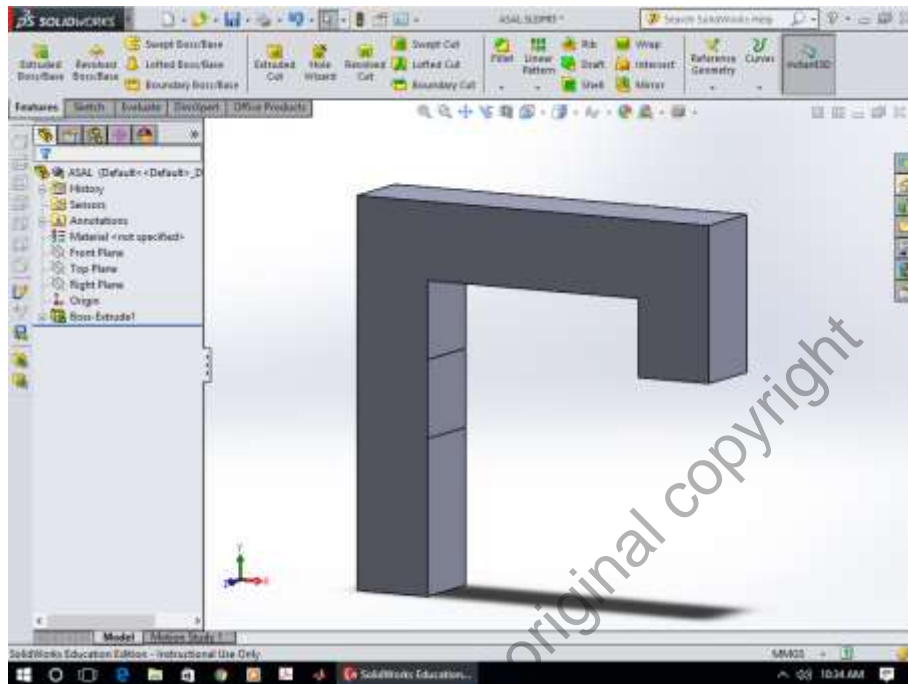 SOLIDWORKS
ASAL.SLDPRT *
Search SolidWorks Help
Extruded Boss/Base
Revolved Boss/Base
Swept Boss/Base
Lofted Boss/Base
Boundary Boss/Base
Extruded Cut
Hole Wizard
Revolved Cut
Swept Cut
Lofted Cut
Boundary Cut
Fillet
Linear Pattern
Rib
Draft
Shell
Wrap
Intersect
Mirror
Reference Geometry
Curves
Instant3D
Features Sketch Evaluate DimXpert Office Products
ASAL (Default<<Default>_D
History
Sensors
Annotations
Material <not specified>
Front Plane
Top Plane
Right Plane
Origin
Boss-Extrude1
original copyright
Model Motion Study 1
SolidWorks Education Edition - Instructional Use Only
MMGS
SolidWorks Education...
10:34 AM